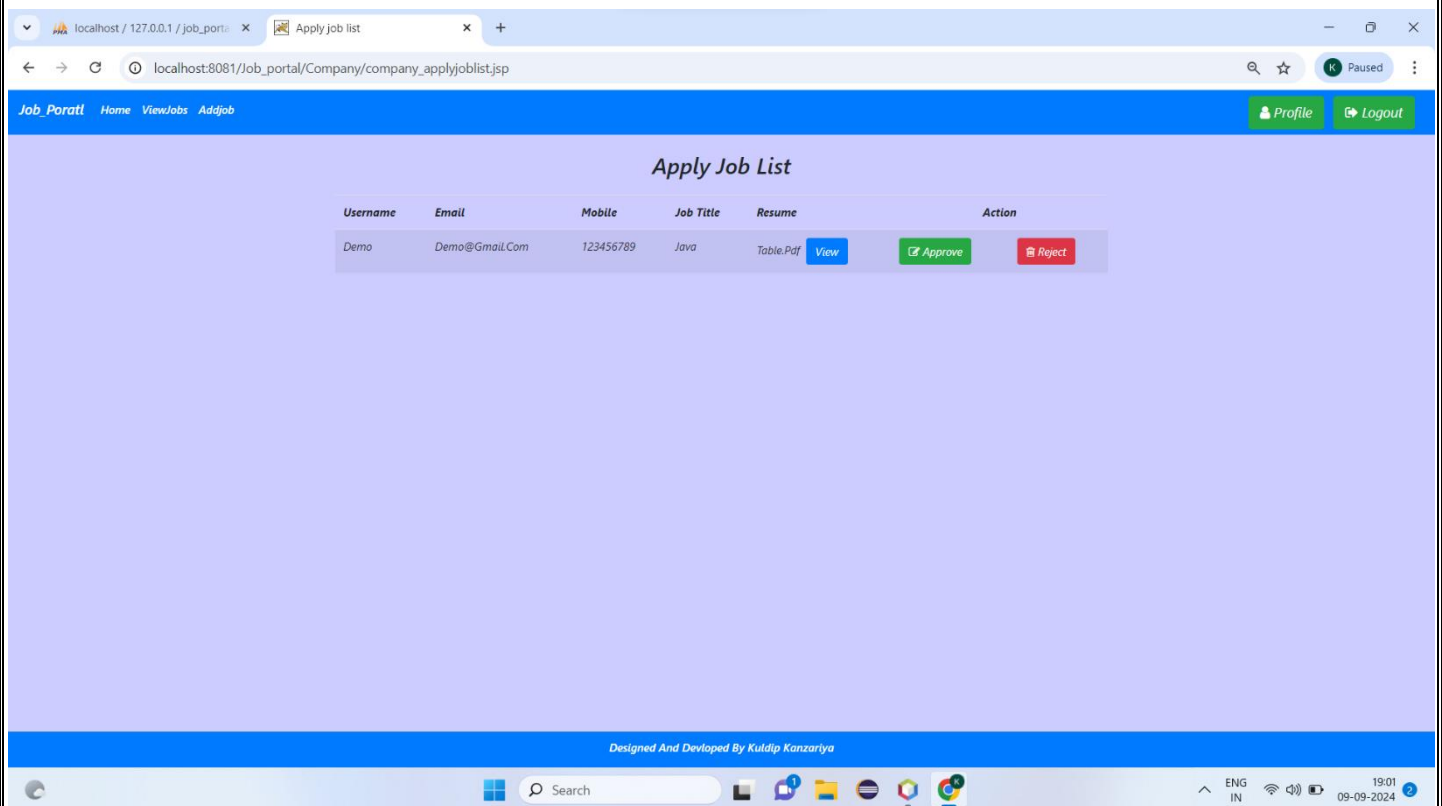 localhost / 127.0.0.1 / job_porta
Apply job list
localhost:8081/Job_portal/Company/company_applyjoblist.jsp
K Paused
Job_Poratl Home ViewJobs Addjob Profile Logout
Apply Job List
Username Email Mobile Job Title Resume Action
Demo Demo@Gmail.Com 123456789 Java Table.Pdf View Approve Reject
Designed And Devloped By Kuldip Kanzariya
Search
1
K
ENG
IN
19:01
09-09-2024
2